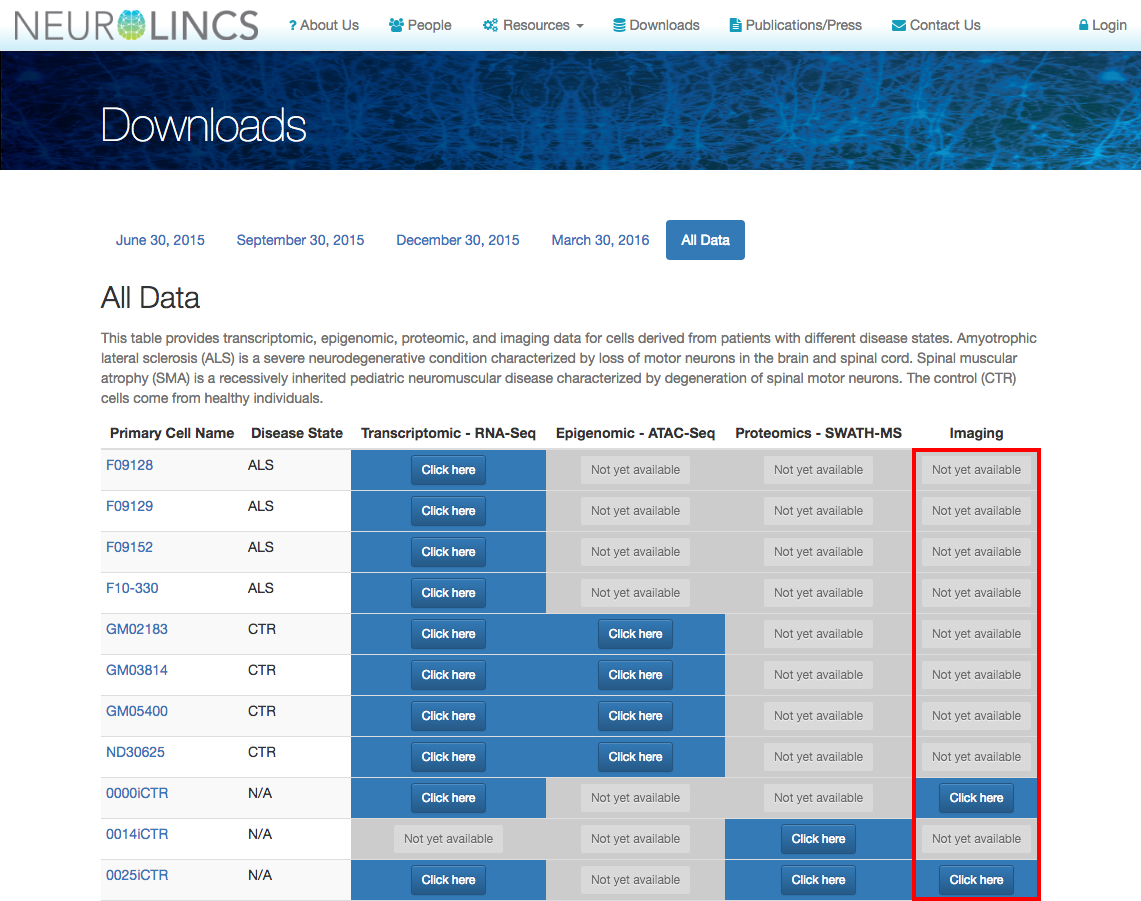 NEUROLINCS ? About Us People Resources Downloads Publications/Press Contact Us Login
Downloads
June 30, 2015 September 30, 2015 December 30, 2015 March 30, 2016 All Data
All Data
This table provides transcriptomic, epigenomic, proteomic, and imaging data for cells derived from patients with different disease states. Amyotrophic
lateral sclerosis (ALS) is a severe neurodegenerative condition characterized by loss of motor neurons in the brain and spinal cord. Spinal muscular
atrophy (SMA) is a recessively inherited pediatric neuromuscular disease characterized by degeneration of spinal motor neurons. The control (CTR)
cells come from healthy individuals.
Primary Cell Name Disease State Transcriptomic - RNA-Seq Epigenomic - ATAC-Seq Proteomics - SWATH-MS Imaging
F09128 ALS Click here Not yet available Not yet available Not yet available
F09129 ALS Click here Not yet available Not yet available Not yet available
F09152 ALS Click here Not yet available Not yet available Not yet available
F10-330 ALS Click here Not yet available Not yet available Not yet available
GM02183 CTR Click here Click here Not yet available Not yet available
GM03814 CTR Click here Click here Not yet available Not yet available
GM05400 CTR Click here Click here Not yet available Not yet available
ND30625 CTR Click here Click here Not yet available Not yet available
0000iCTR N/A Click here Not yet available Not yet available Click here
0014iCTR N/A Not yet available Not yet available Click here Not yet available
0025iCTR N/A Click here Not yet available Click here Click here